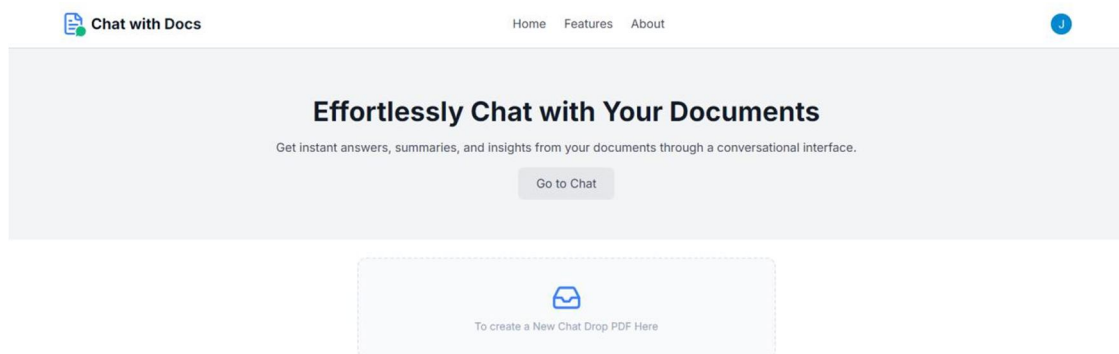 Chat with Docs
Home Features About
J
Effortlessly Chat with Your Documents
Get instant answers, summaries, and insights from your documents through a conversational interface.
Go to Chat
To create a New Chat Drop PDF Here